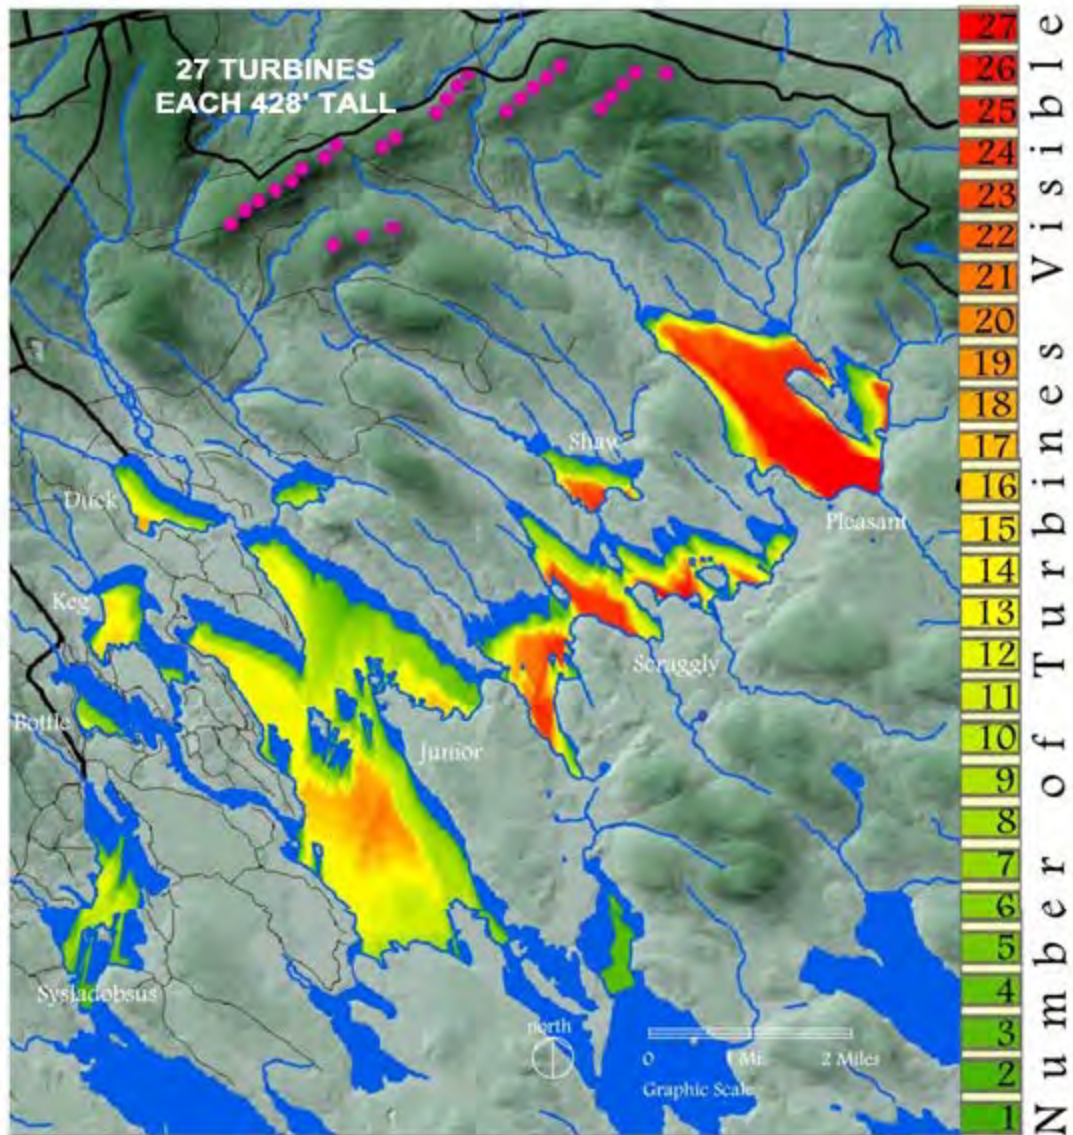 27 TURBINES
EACH 428' TALL
Shaw
Duck
Pleasant
Keg
Scraggly
Bottle
Junior
Sysladobsus
north
0 1 Mi. 2 Miles
Graphic Scale
27
26
25
24
23
22
21
20
19
18
17
16
15
14
13
12
11
10
9
8
7
6
5
4
3
2
1
Number of Turbines Visible